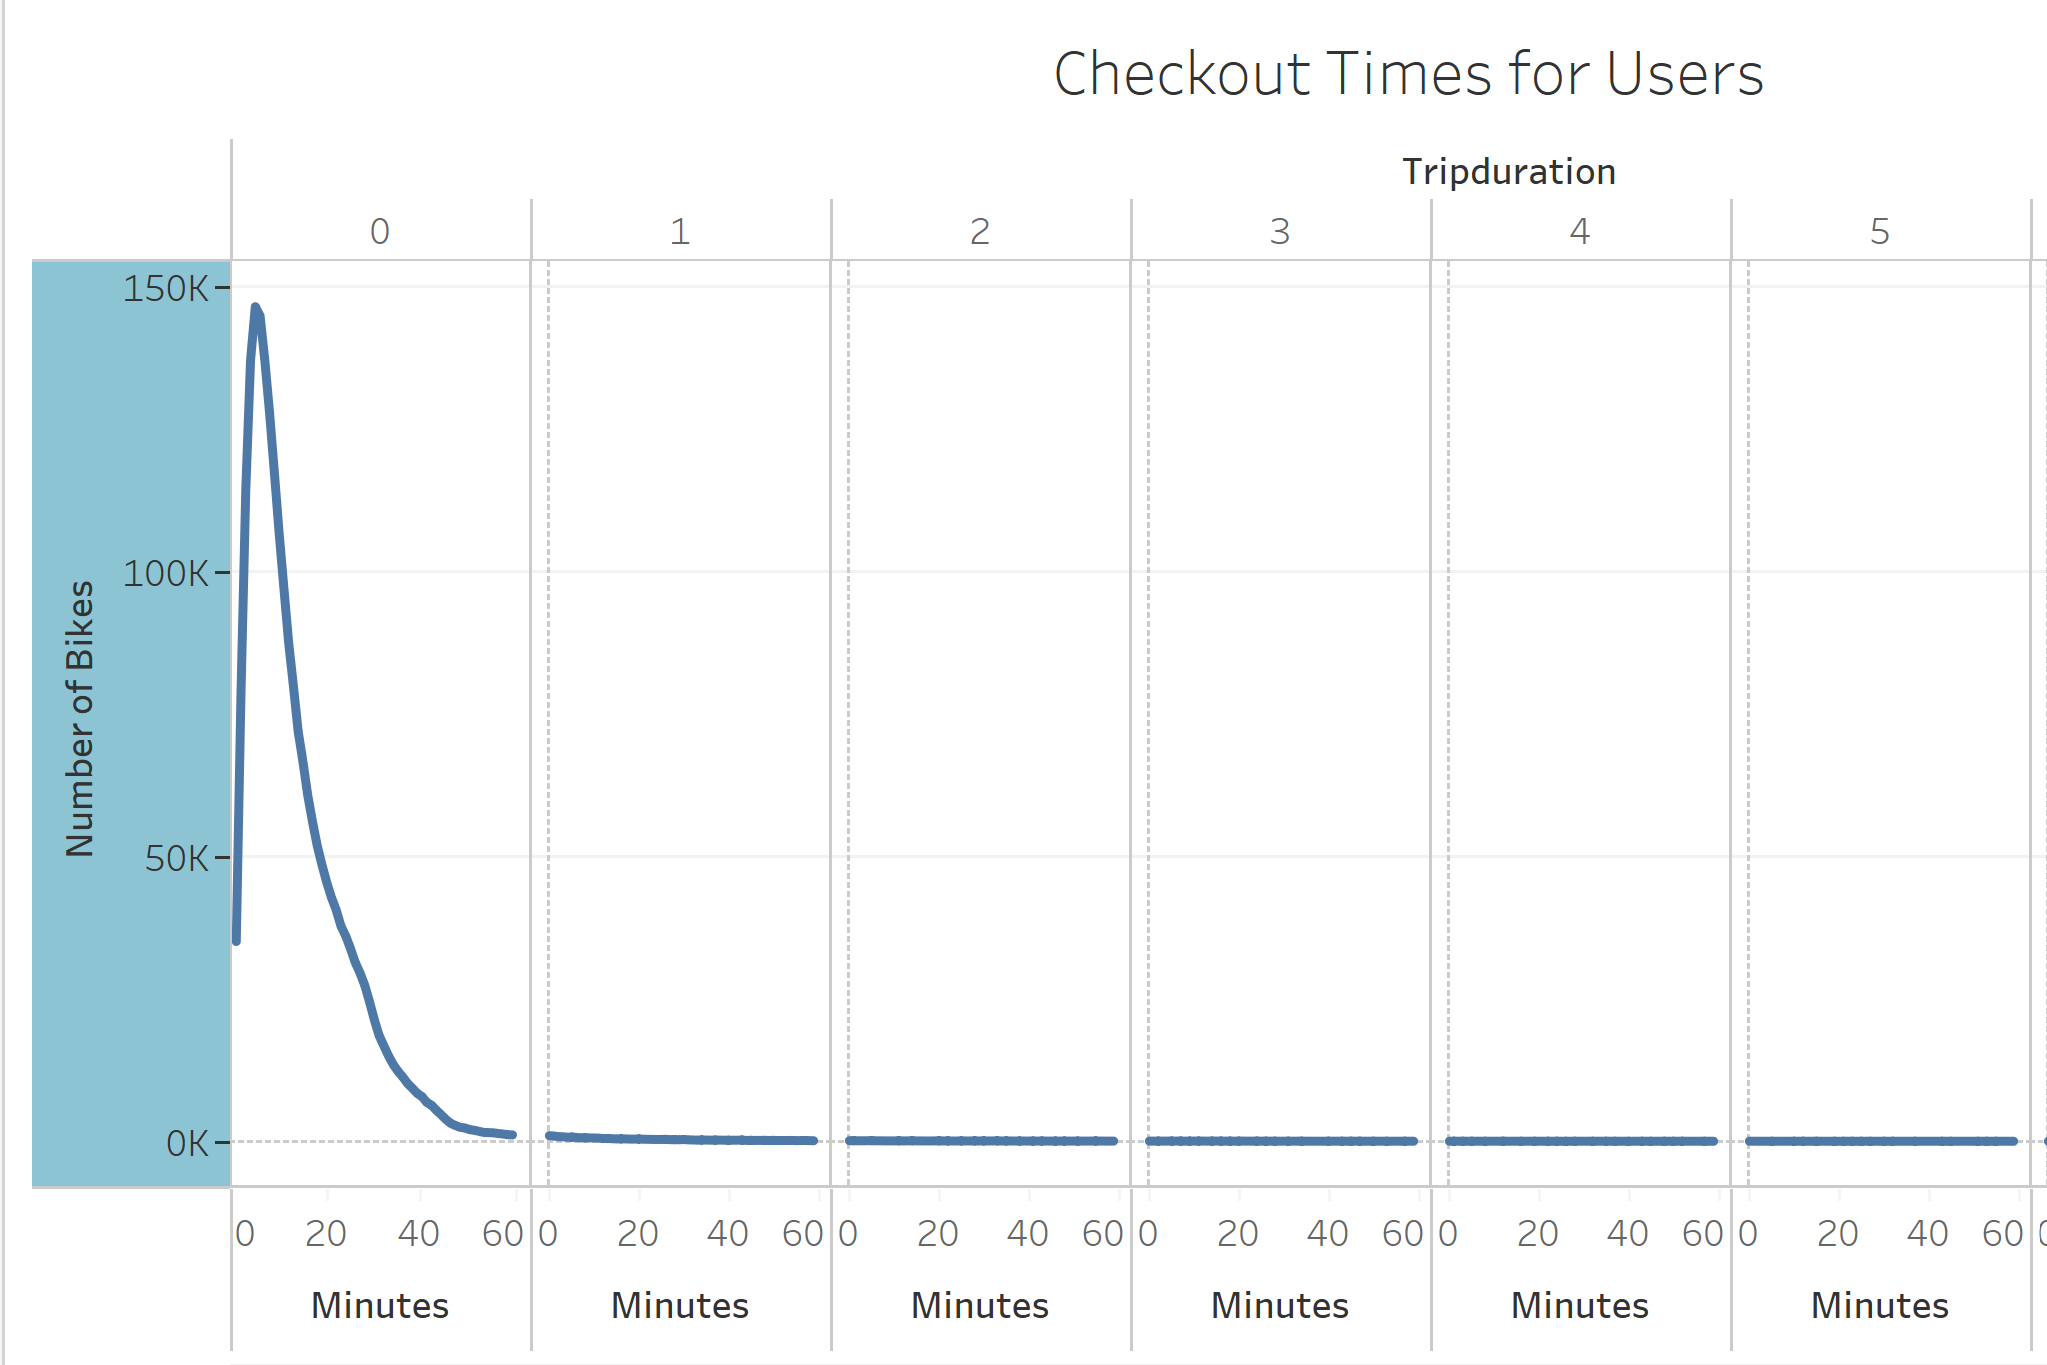 Checkout Times for Users
Tripduration
0 1 2 3 4 5
150K
100K
50K
0K
Number of Bikes
0 20 40 60 0 20 40 60 0 20 40 60 0 20 40 60 0 20 40 60 0 20 40 60
Minutes Minutes Minutes Minutes Minutes Minutes